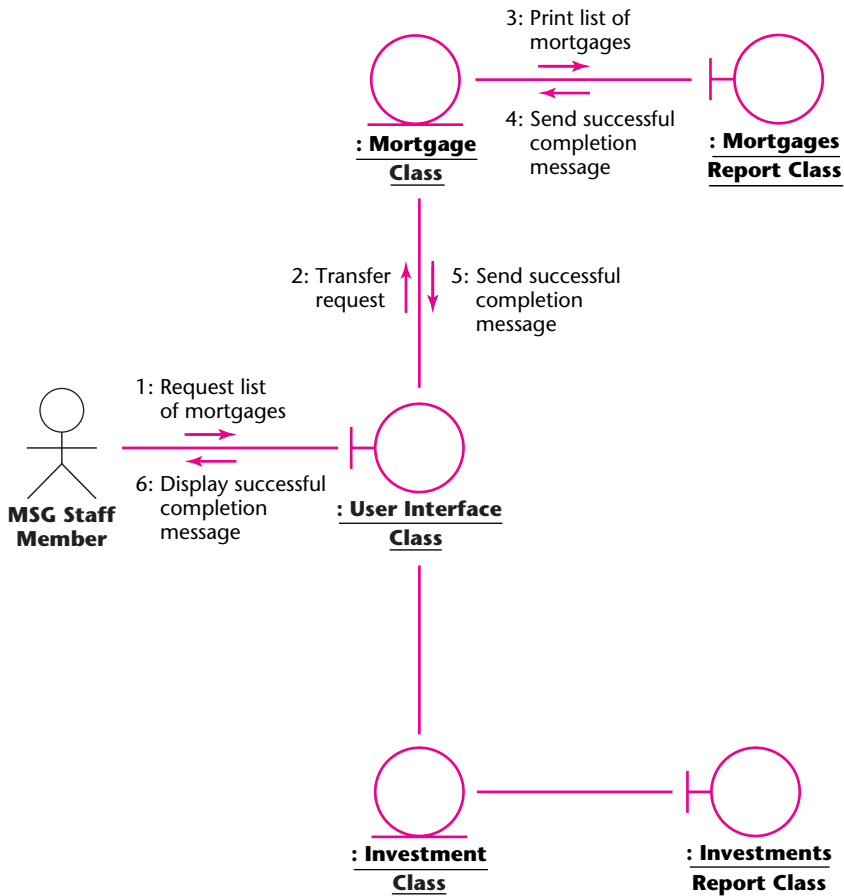 3: Print list of
mortgages
4: Send successful
completion
message
: Mortgage
Class
: Mortgages
Report Class
2: Transfer
request
5: Send successful
completion
message
1: Request list
of mortgages
6: Display successful
completion
message
MSG Staff
Member
: User Interface
Class
: Investment
Class
: Investments
Report Class